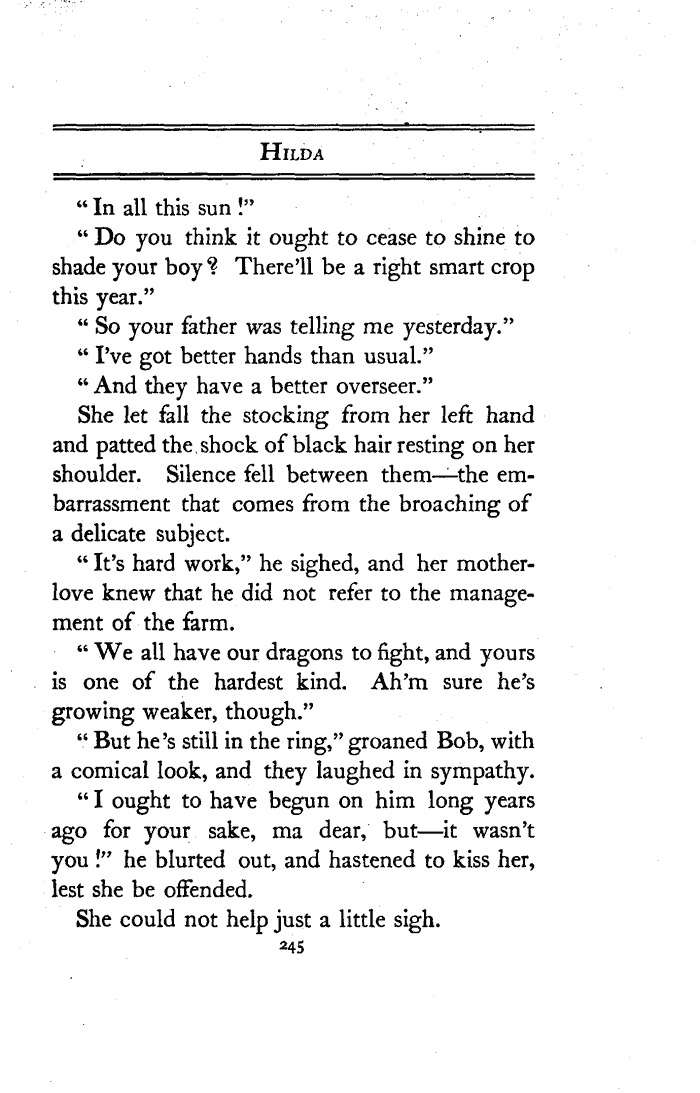 HILDA
“ In all this sun !”
“ Do you think it ought to cease to shine to
shade your boy ? There’ll be a right smart crop
this year.”
“ So your father was telling me yesterday.”
“ I’ve got better hands than usual.”
“ And they have a better overseer.”
She let fall the stocking from her left hand
and patted the shock of black hair resting on her
shoulder. Silence fell between them—the em-
barrassment that comes from the broaching of
a delicate subject.
“ It’s hard work,” he sighed, and her mother-
love knew that he did not refer to the manage-
ment of the farm.
“ We all have our dragons to fight, and yours
is one of the hardest kind. Ah’m sure he’s
growing weaker, though.”
“ But he’s still in the ring,” groaned Bob, with
a comical look, and they laughed in sympathy.
“ I ought to have begun on him long years
ago for your sake, ma dear, but—it wasn’t
you !” he blurted out, and hastened to kiss her,
lest she be offended.
She could not help just a little sigh.
245